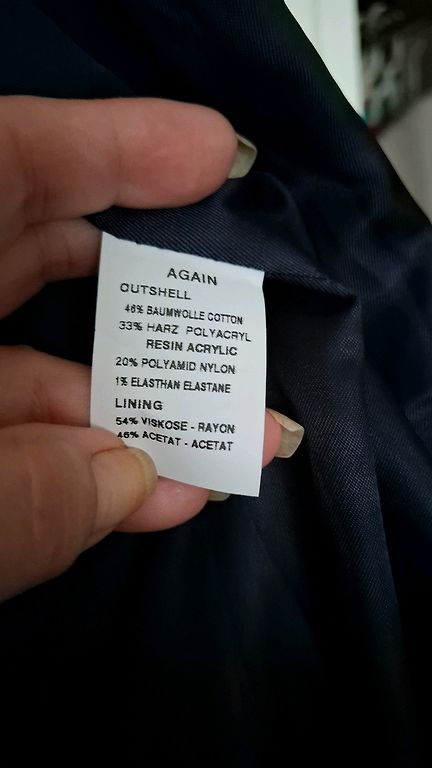 AGAIN
OUTSHELL
46% BAUMWOLLE COTTON
33% HARZ POLYACRYL
RESIN ACRYLIC
20% POLYAMID NYLON
1% ELASTHAN ELASTANE
LINING
54% VISKOSE - RAYON
46% ACETAT - ACETAT